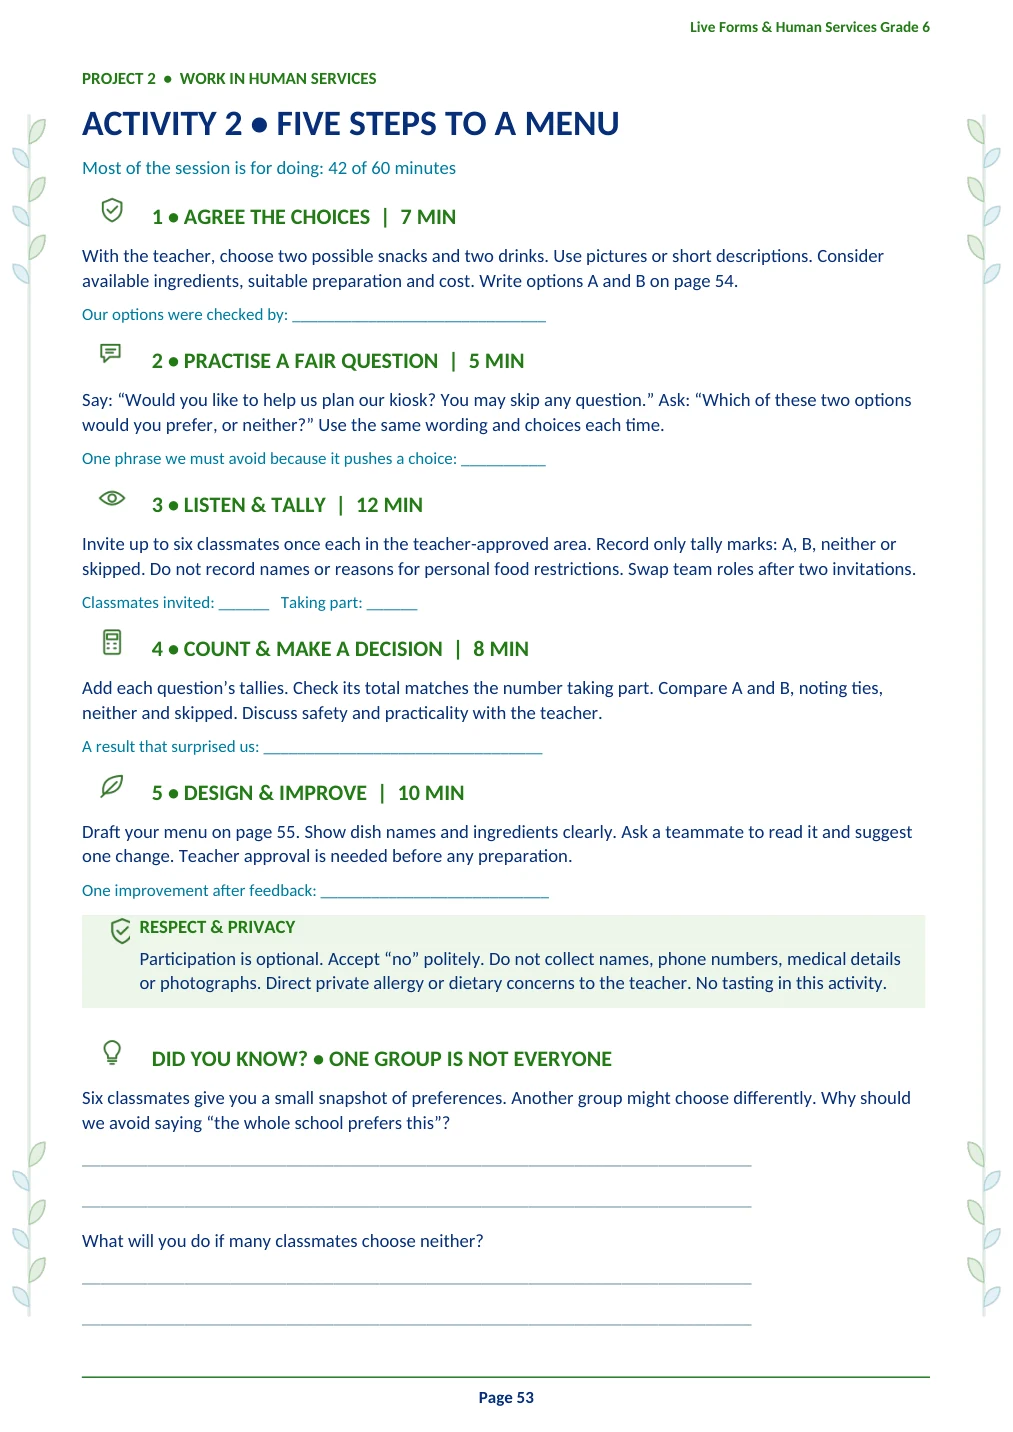 Live Forms & Human Services Grade 6
PROJECT 2 ● WORK IN HUMAN SERVICES
ACTIVITY 2 ● FIVE STEPS TO A MENU
Most of the session is for doing: 42 of 60 minutes
1 ● AGREE THE CHOICES | 7 MIN
With the teacher, choose two possible snacks and two drinks. Use pictures or short descriptions. Consider
available ingredients, suitable preparation and cost. Write options A and B on page 54.
Our options were checked by: ______________________________
2 ● PRACTISE A FAIR QUESTION | 5 MIN
Say: “Would you like to help us plan our kiosk? You may skip any question.” Ask: “Which of these two options
would you prefer, or neither?” Use the same wording and choices each time.
One phrase we must avoid because it pushes a choice: __________
3 ● LISTEN & TALLY | 12 MIN
Invite up to six classmates once each in the teacher-approved area. Record only tally marks: A, B, neither or
skipped. Do not record names or reasons for personal food restrictions. Swap team roles after two invitations.
Classmates invited: ______ Taking part: ______
4 ● COUNT & MAKE A DECISION | 8 MIN
Add each question’s tallies. Check its total matches the number taking part. Compare A and B, noting ties,
neither and skipped. Discuss safety and practicality with the teacher.
A result that surprised us: _________________________________
5 ● DESIGN & IMPROVE | 10 MIN
Draft your menu on page 55. Show dish names and ingredients clearly. Ask a teammate to read it and suggest
one change. Teacher approval is needed before any preparation.
One improvement after feedback: ___________________________
RESPECT & PRIVACY
Participation is optional. Accept “no” politely. Do not collect names, phone numbers, medical details
or photographs. Direct private allergy or dietary concerns to the teacher. No tasting in this activity.
DID YOU KNOW? ● ONE GROUP IS NOT EVERYONE
Six classmates give you a small snapshot of preferences. Another group might choose differently. Why should
we avoid saying “the whole school prefers this”?
What will you do if many classmates choose neither?
Page 53